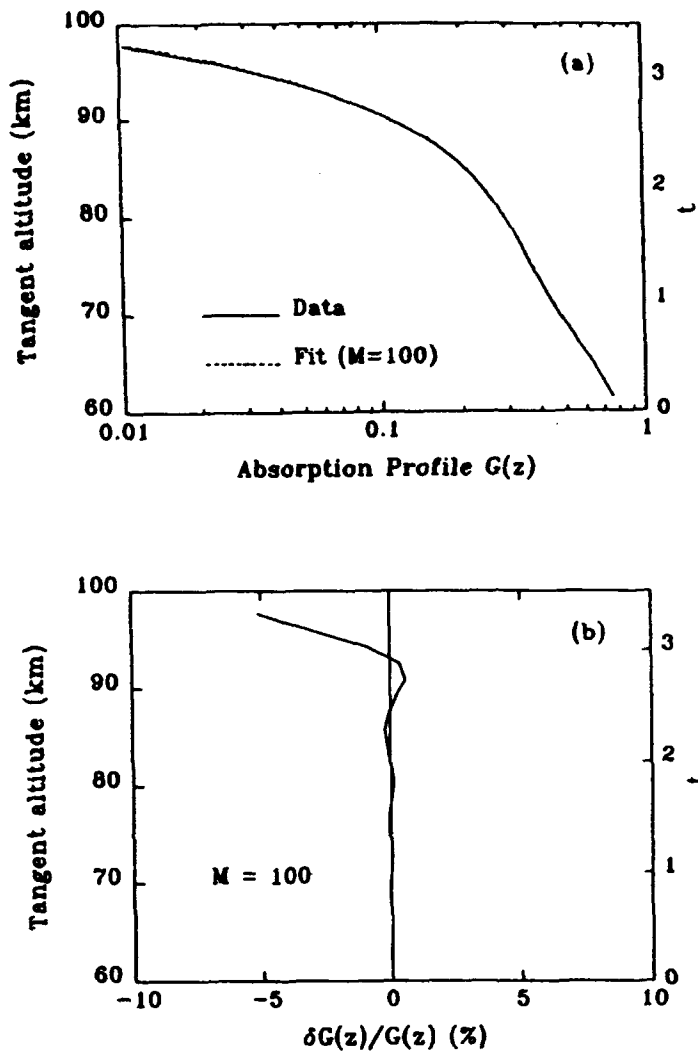 100
90
80
70
60
Tangent altitude (km)
(a)
Data
Fit (M=100)
3
2
1
0
t
0.01
0.1
1
Absorption Profile G(z)
100
90
80
70
60
Tangent altitude (km)
(b)
M = 100
3
2
1
0
-10
-5
0
5
10
δG(z)/G(z) (%)